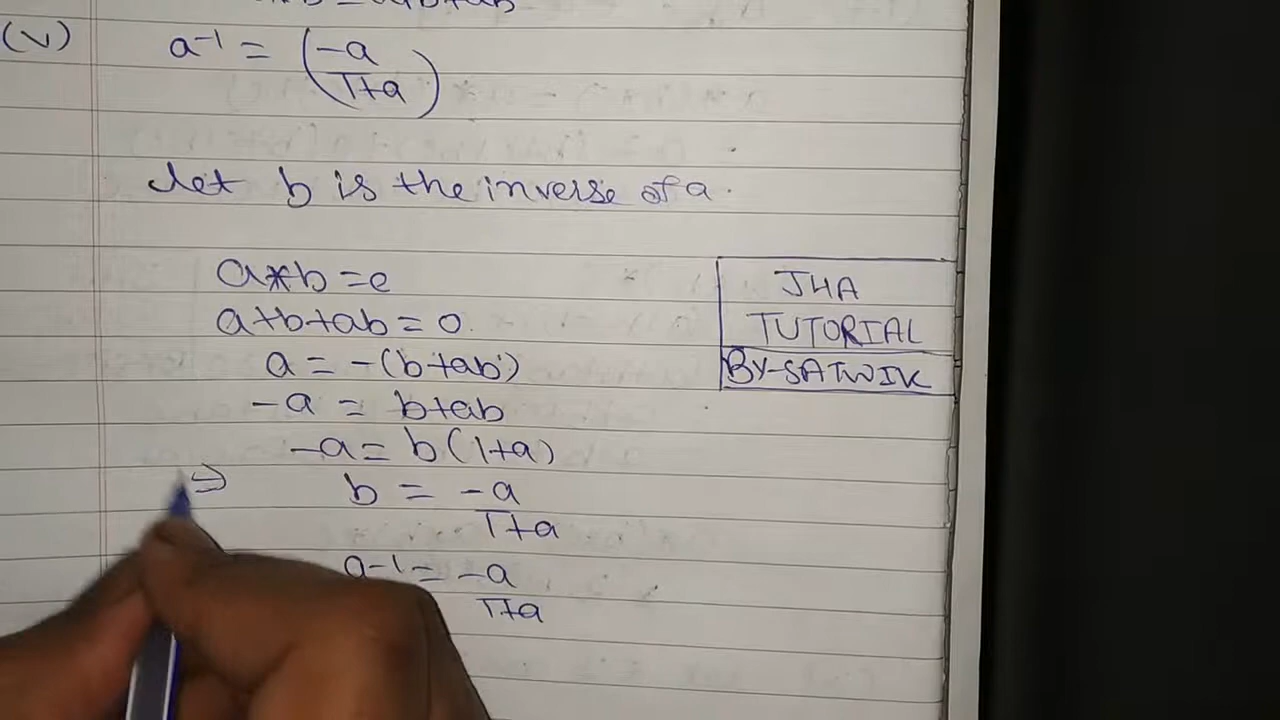 (v) a⁻¹ = (-a/1+a)
Let b is the inverse of a.
a*b = e
a+b+ab = 0.
a = -(b+ab)
-a = b+ab
-a = b(1+a)
⇒ b = -a/1+a
a⁻¹ = -a/1+a
JHA
TUTORIAL
BY-SATWIK